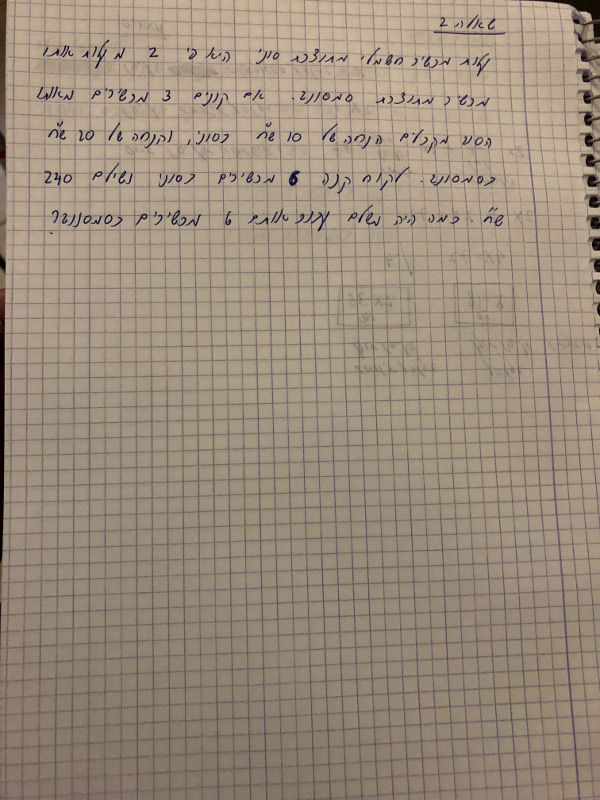 שאלה 2
עלות מכשיר חשמלי מתוצרת סוני, היא פי 2 מעלות אותו
מכשיר מתוצרת סמסונג. אם קונים 3 מכשירים מאותו
הסוג מקבלים הנחה של 10 ש"ח בסוני, והנחה של 20 ש"ח
בסמסונג. לקוח קנה 6 מכשירים בסוני ושילם 240
ש"ח. כמה היה משלם עבור אותם 6 מכשירים בסמסונג?